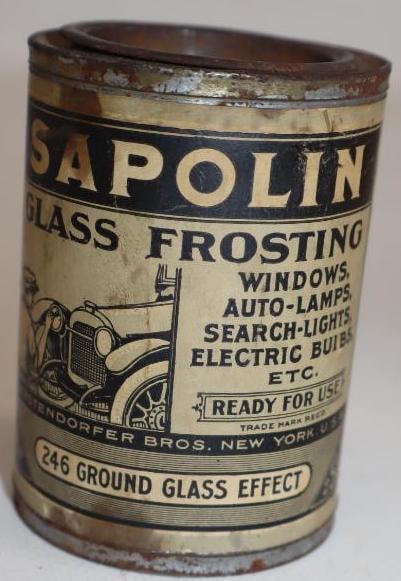 SAPOLIN
GLASS FROSTING
WINDOWS,
AUTO-LAMPS,
SEARCH-LIGHTS,
ELECTRIC BULBS,
ETC.
READY FOR USE
TRADE MARK REG'D
BROS. NEW YORK, U.S.
246 GROUND GLASS EFFECT